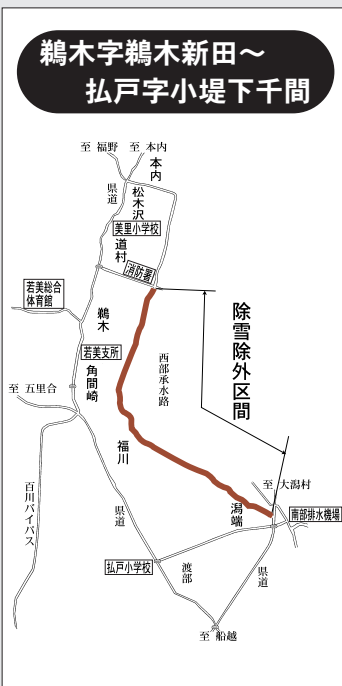 鵜木字鵜木新田～
払戸字小堤下千間
至 福野
至 本内
本内
県道
松木沢
美里小学校
道村
消防署
若美総合
体育館
鵜木
若美支所
角間崎
西部承水路
除雪除外区間
至 五里合
福川
百川バイパス
県道
至 大潟村
潟端
南部排水機場
払戸小学校
渡部
県道
至 船越